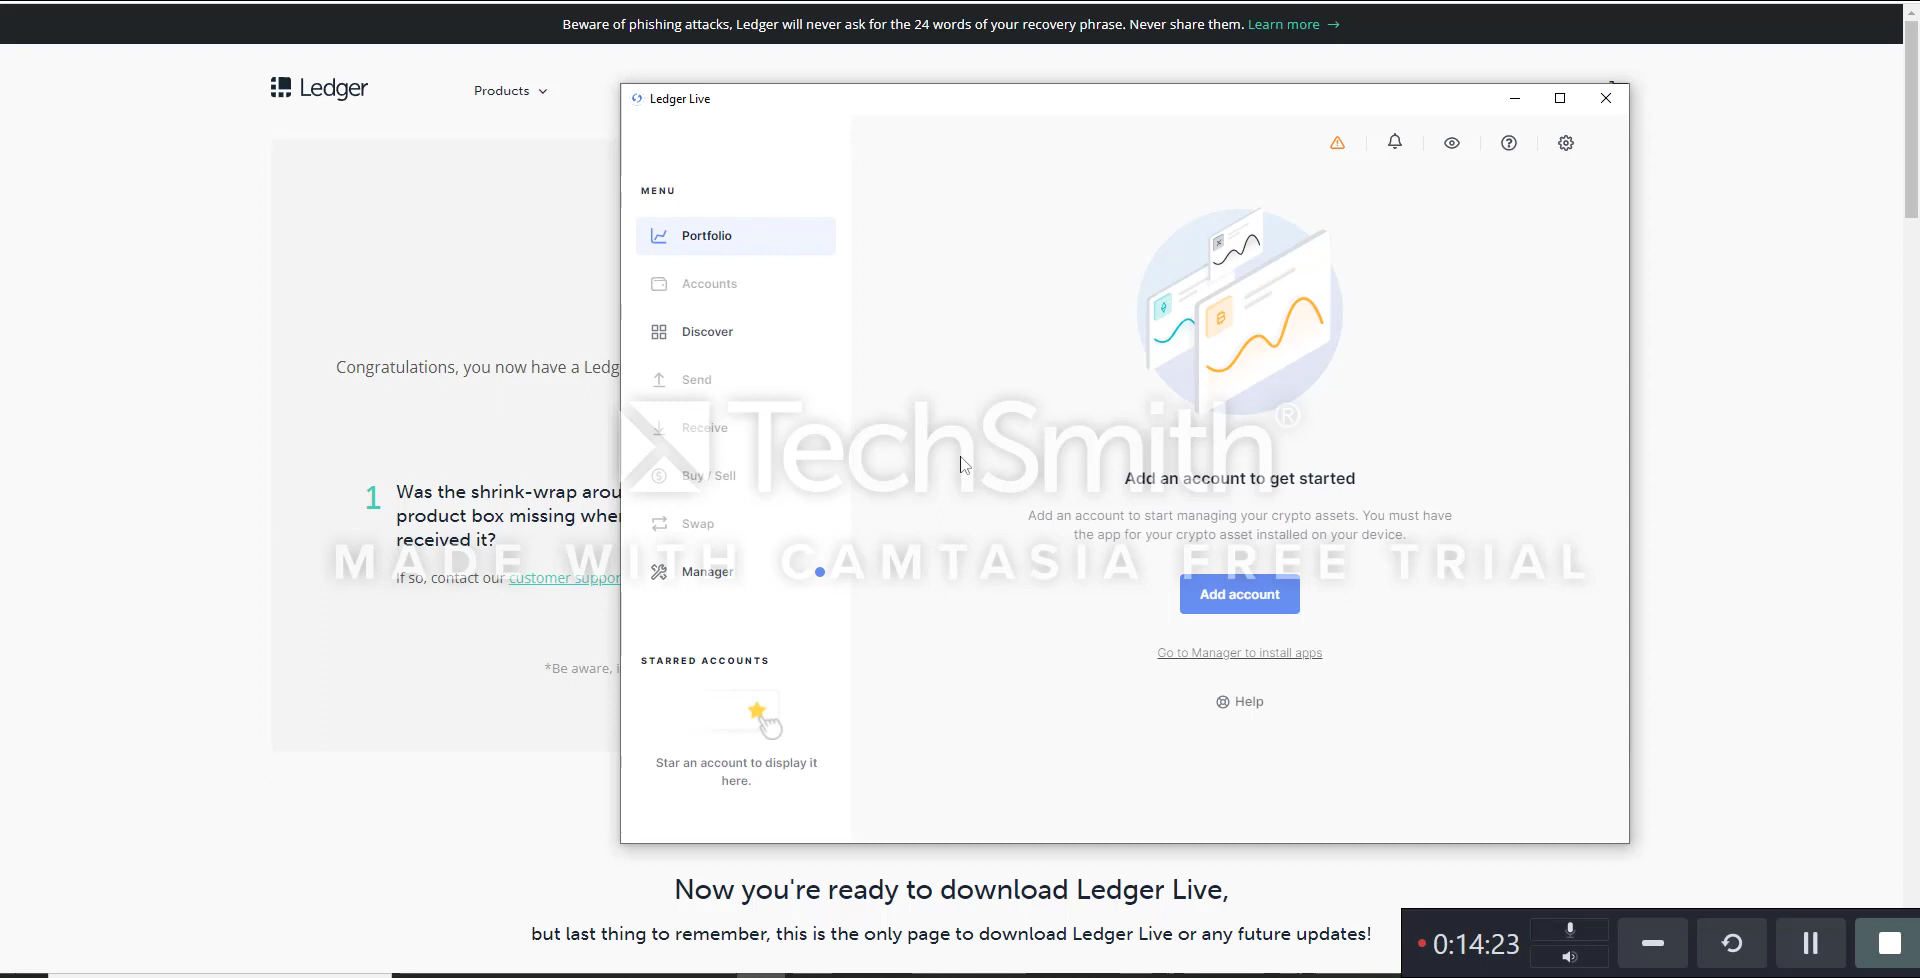 Beware of phishing attacks, Ledger will never ask for the 24 words of your recovery phrase. Never share them. Learn more →
Ledger
Products
Ledger Live
MENU
Portfolio
Accounts
Discover
Send
Receive
Buy / Sell
Swap
Manager
STARRED ACCOUNTS
Star an account to display it
here.
Add an account to get started
Add an account to start managing your crypto assets. You must have
the app for your crypto asset installed on your device.
Add account
Go to Manager to install apps
Help
Congratulations, you now have a
1
Was the shrink-wrap
product box missing
received it?
If so, contact our customer
*Be aware,
TechSmith®
MADE WITH CAMTASIA FREE TRIAL
Now you're ready to download Ledger Live,
but last thing to remember, this is the only page to download Ledger Live or any future updates!
0:14:23